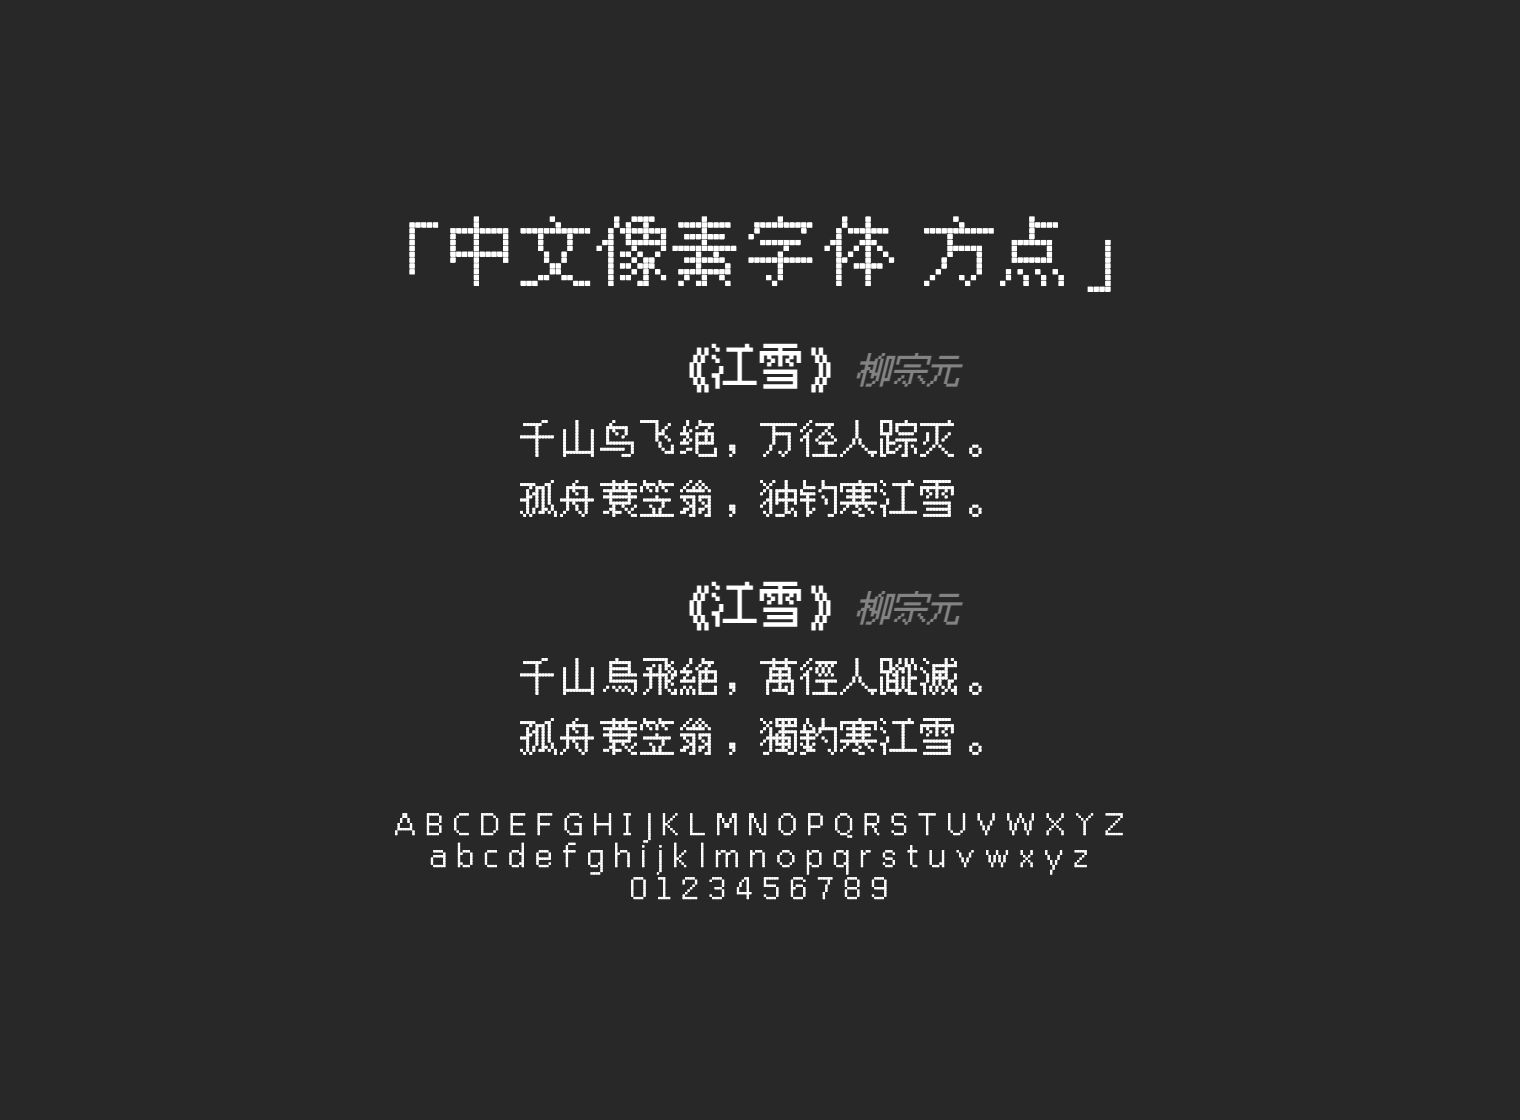 「中文像素字体 方点」
《江雪》 柳宗元
千山鸟飞绝，万径人踪灭。
孤舟蓑笠翁，独钓寒江雪。
《江雪》 柳宗元
千山鳥飛絶，萬徑人蹤滅。
孤舟蓑笠翁，獨釣寒江雪。
A B C D E F G H I J K L M N O P Q R S T U V W X Y Z
a b c d e f g h i j k l m n o p q r s t u v w x y z
0 1 2 3 4 5 6 7 8 9